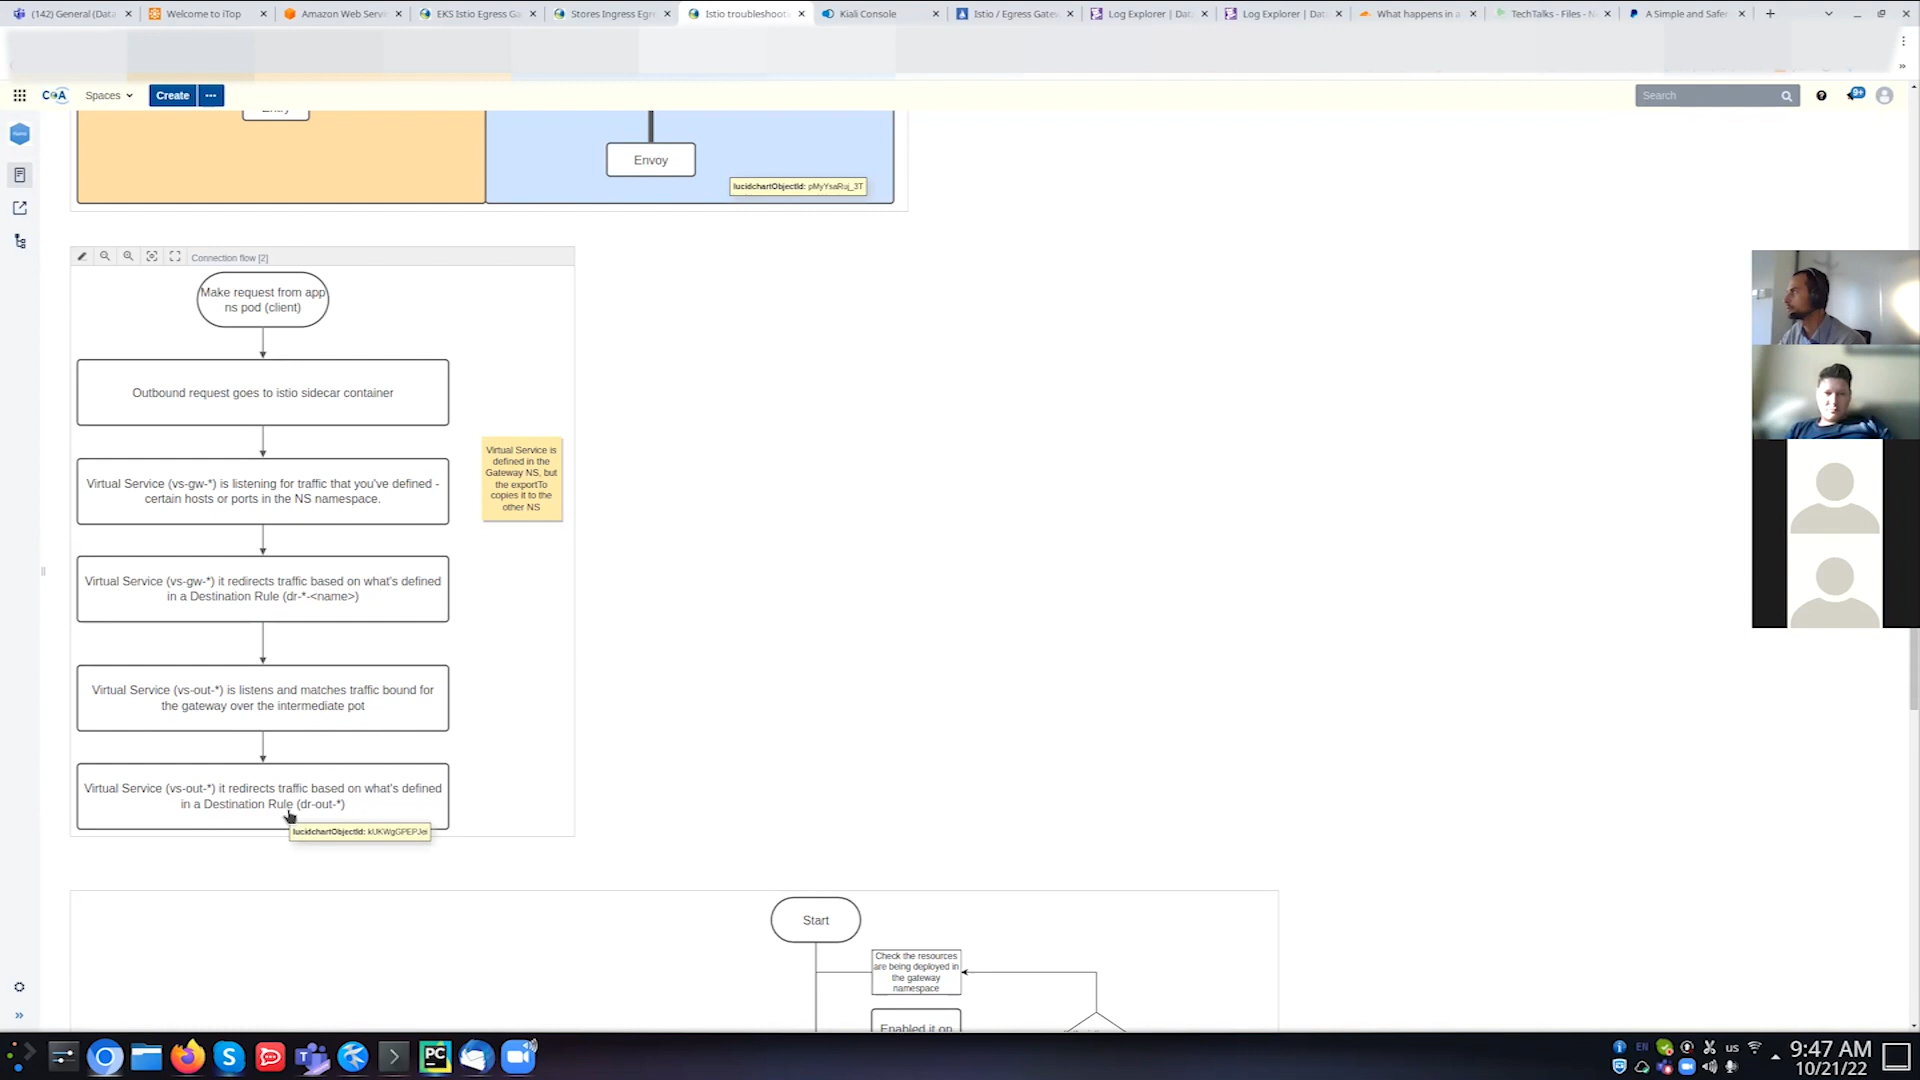 (142) General (Data
Welcome to iTop
Amazon Web Servi
EKS Istio Egress Ga
Stores Ingress Egre
Istio troubleshooti
Kiali Console
Istio / Egress Gatew
Log Explorer | Data
Log Explorer | Data
What happens in a
TechTalks - Files - N
A Simple and Safer
COA
Spaces
Create
Search
9+
Envoy
lucidchartObjectId: pMyYsaRuj_3T
Connection flow [2]
Make request from app
ns pod (client)
Outbound request goes to istio sidecar container
Virtual Service (vs-gw-*) is listening for traffic that you've defined -
certain hosts or ports in the NS namespace.
Virtual Service is
defined in the
Gateway NS, but
the exportTo
copies it to the
other NS
Virtual Service (vs-gw-*) it redirects traffic based on what's defined
in a Destination Rule (dr-*-<name>)
Virtual Service (vs-out-*) is listens and matches traffic bound for
the gateway over the intermediate pot
Virtual Service (vs-out-*) it redirects traffic based on what's defined
in a Destination Rule (dr-out-*)
lucidchartObjectId: kUKWgGPEPJei
Start
Check the resources
are being deployed in
the gateway
namespace
Enabled it on
EN
us
9:47 AM
10/21/22